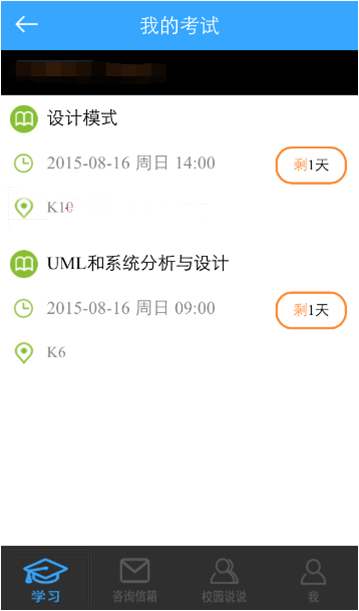 我的考试
设计模式
2015-08-16 周日 14:00
剩1天
K10
UML和系统分析与设计
2015-08-16 周日 09:00
剩1天
K6
学习 咨询信箱 校园说说 我